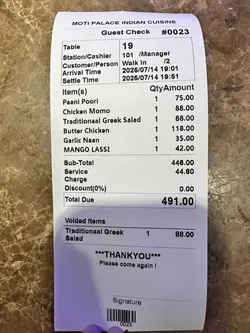 MOTI PALACE INDIAN CUISINE
Guest Check #0023
Table 19
Station/Cashier 101 /Manager
Customer/Person Walk In /2
Arrival Time 2025/07/14 19:01
Settle Time 2025/07/14 19:51
Item(s) Qty Amount
Paani Poori 1 75.00
Chicken Momo 1 88.00
Traditionaal Greek Salad 1 88.00
Butter Chicken 1 118.00
Garlic Naan 1 35.00
MANGO LASSI 1 42.00
Sub-Total 446.00
Service 44.60
Charge
Discount(0%) 0.00
Total Due 491.00
Voided Items
Traditionaal Greek 1 88.00
Salad
***THANKYOU***
Please come again !
Signature
0023